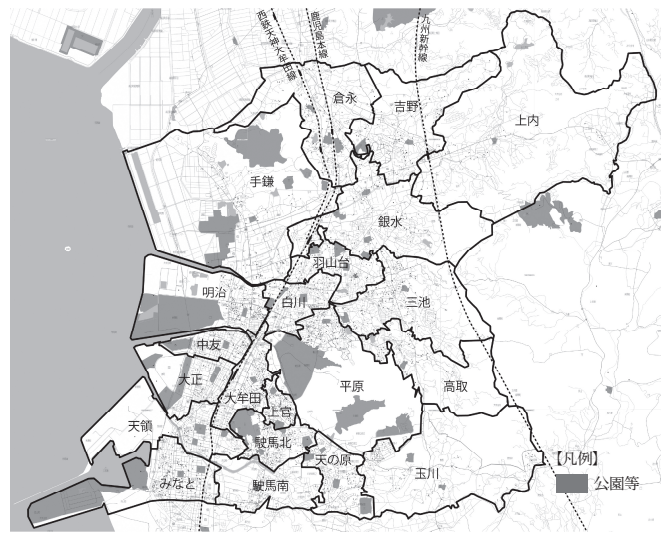 西鉄天神大牟田線
鹿児島本線
九州新幹線
倉永
吉野
上内
手鎌
銀水
羽山台
明治
白川
三池
中友
大正
平原
高取
大牟田
上官
天領
駛馬北
天の原
玉川
みなと
駛馬南
【凡例】
公園等